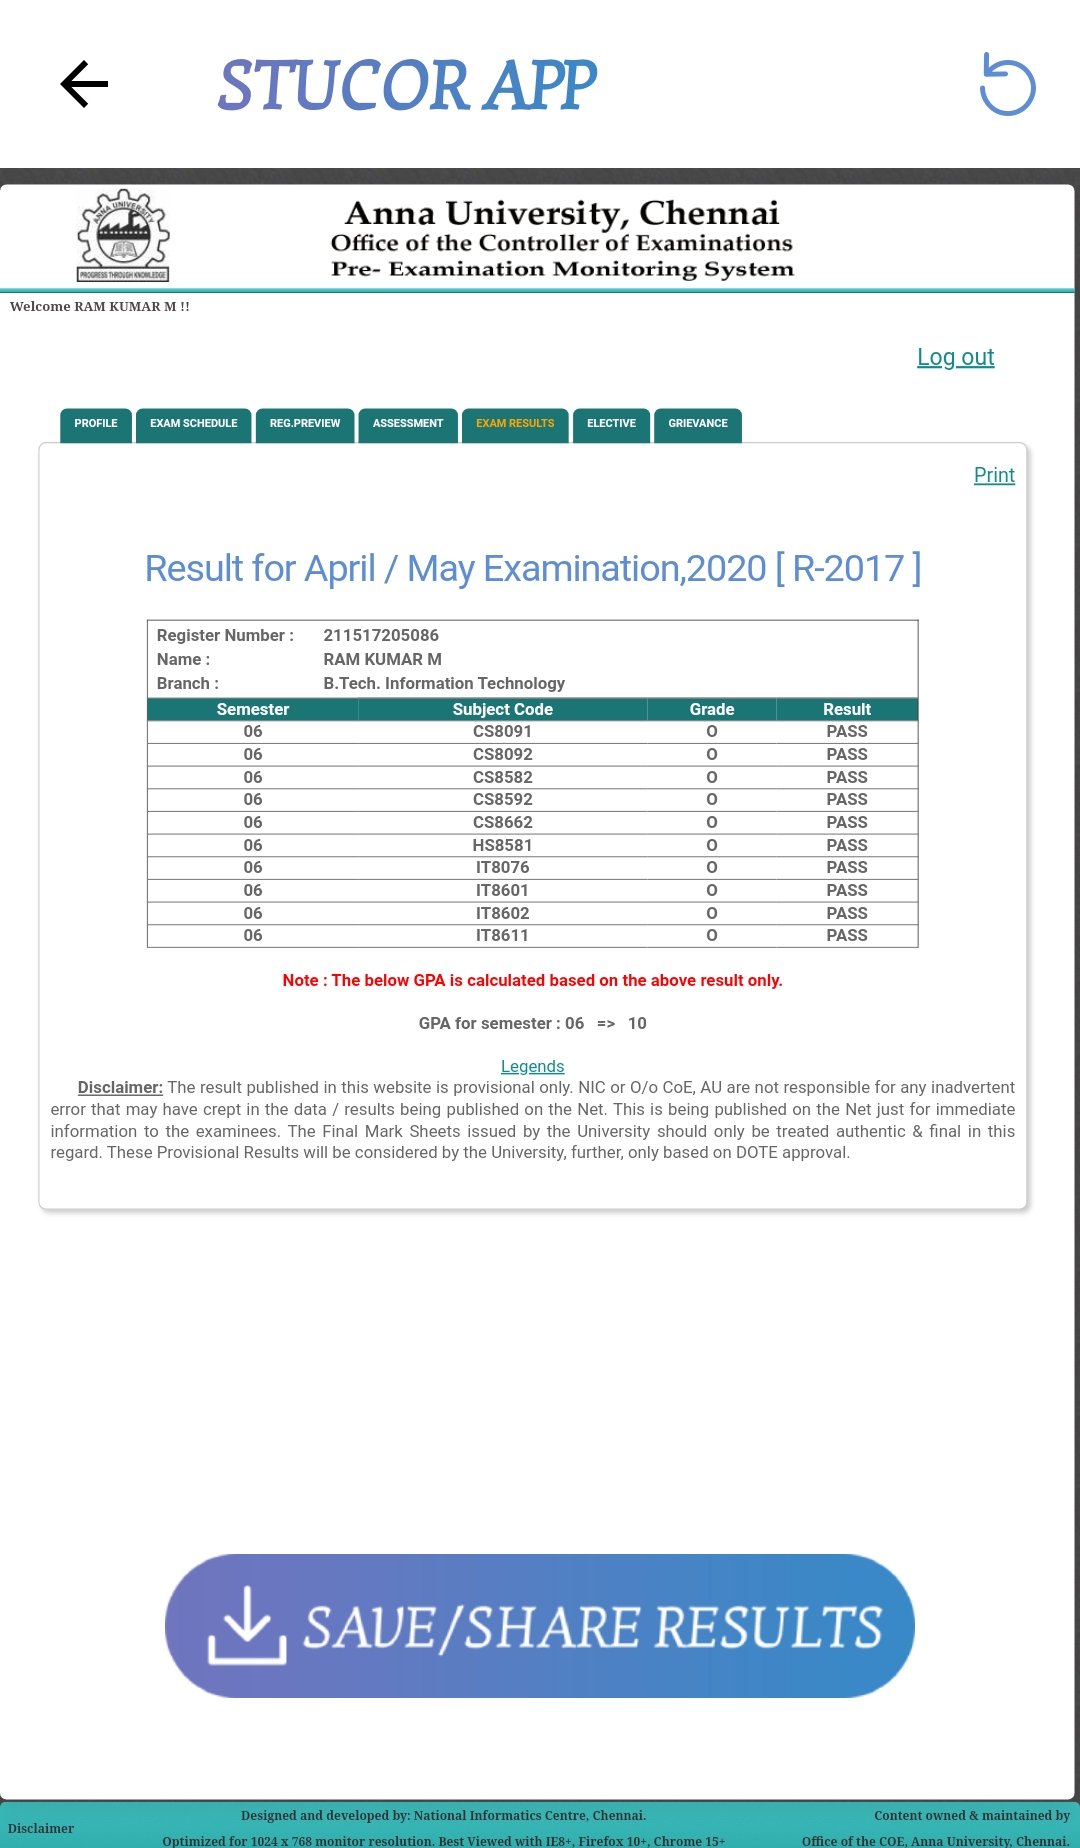 STUCOR APP
ANNA UNIVERSITY
PROGRESS THROUGH KNOWLEDGE
Anna University, Chennai
Office of the Controller of Examinations
Pre- Examination Monitoring System
Welcome RAM KUMAR M !!
Log out
PROFILE EXAM SCHEDULE REG.PREVIEW ASSESSMENT EXAM RESULTS ELECTIVE GRIEVANCE
Print
Result for April / May Examination,2020 [ R-2017 ]
Register Number : 211517205086
Name : RAM KUMAR M
Branch : B.Tech. Information Technology
Semester Subject Code Grade Result
06 CS8091 O PASS
06 CS8092 O PASS
06 CS8582 O PASS
06 CS8592 O PASS
06 CS8662 O PASS
06 HS8581 O PASS
06 IT8076 O PASS
06 IT8601 O PASS
06 IT8602 O PASS
06 IT8611 O PASS
Note : The below GPA is calculated based on the above result only.
GPA for semester : 06 => 10
Legends
Disclaimer: The result published in this website is provisional only. NIC or O/o CoE, AU are not responsible for any inadvertent
error that may have crept in the data / results being published on the Net. This is being published on the Net just for immediate
information to the examinees. The Final Mark Sheets issued by the University should only be treated authentic & final in this
regard. These Provisional Results will be considered by the University, further, only based on DOTE approval.
SAVE/SHARE RESULTS
Designed and developed by: National Informatics Centre, Chennai. Content owned & maintained by
Disclaimer
Optimized for 1024 x 768 monitor resolution. Best Viewed with IE8+, Firefox 10+, Chrome 15+ Office of the COE, Anna University, Chennai.